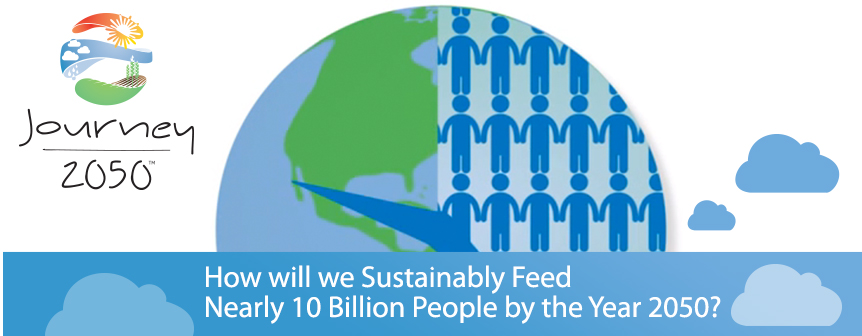 Journey
2050™
How will we Sustainably Feed
Nearly 10 Billion People by the Year 2050?